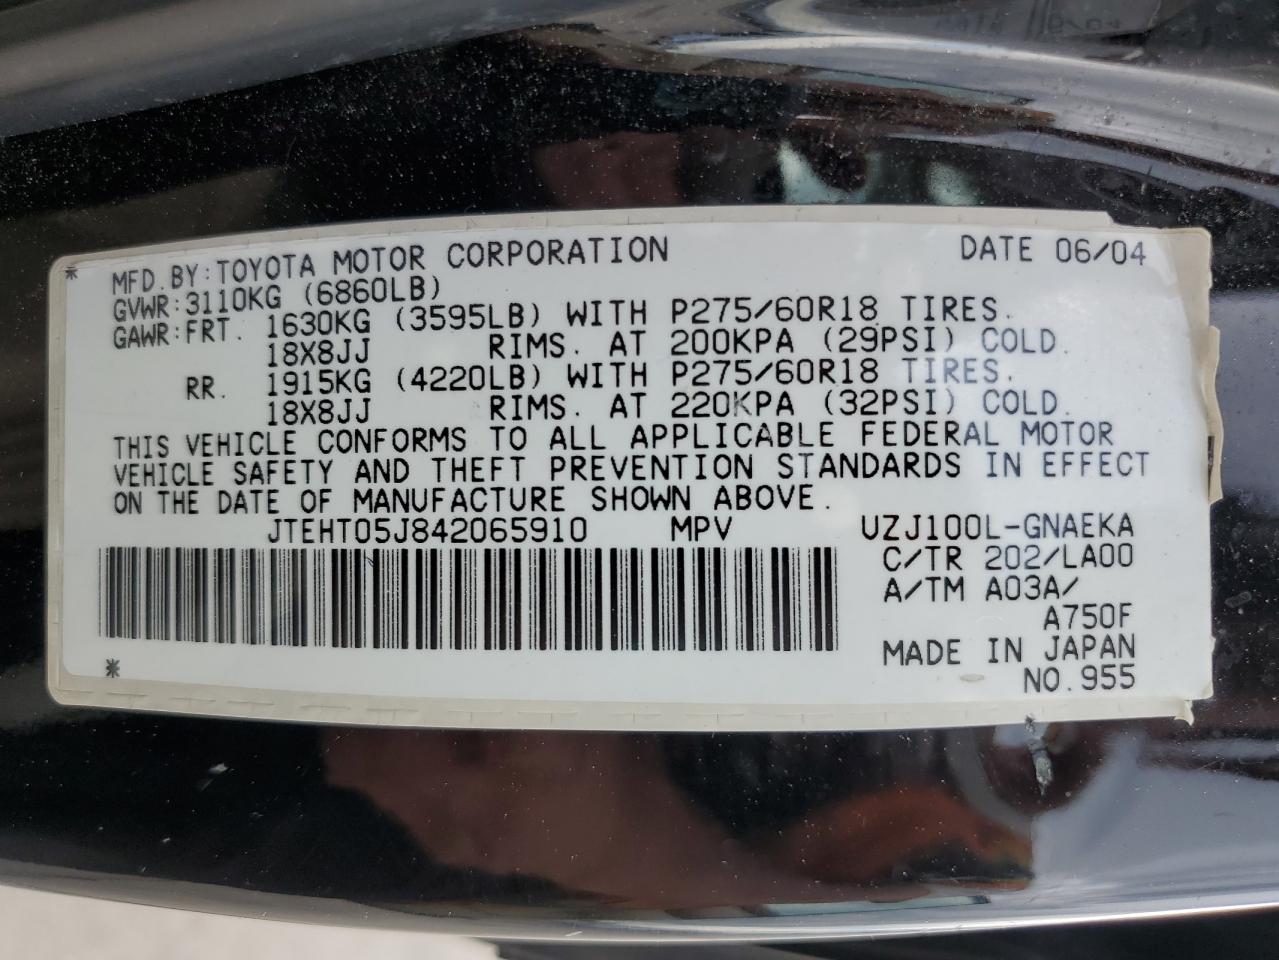 * MFD.BY:TOYOTA MOTOR CORPORATION DATE 06/04
GVWR:3110KG (6860LB)
GAWR:FRT. 1630KG (3595LB) WITH P275/60R18 TIRES.
18X8JJ RIMS. AT 200KPA (29PSI) COLD.
RR. 1915KG (4220LB) WITH P275/60R18 TIRES.
18X8JJ RIMS. AT 220KPA (32PSI) COLD.
THIS VEHICLE CONFORMS TO ALL APPLICABLE FEDERAL MOTOR
VEHICLE SAFETY AND THEFT PREVENTION STANDARDS IN EFFECT
ON THE DATE OF MANUFACTURE SHOWN ABOVE.
JTEHT05J842065910 MPV UZJ100L-GNAEKA
C/TR 202/LA00
A/TM A03A/
A750F
MADE IN JAPAN
* NO.955